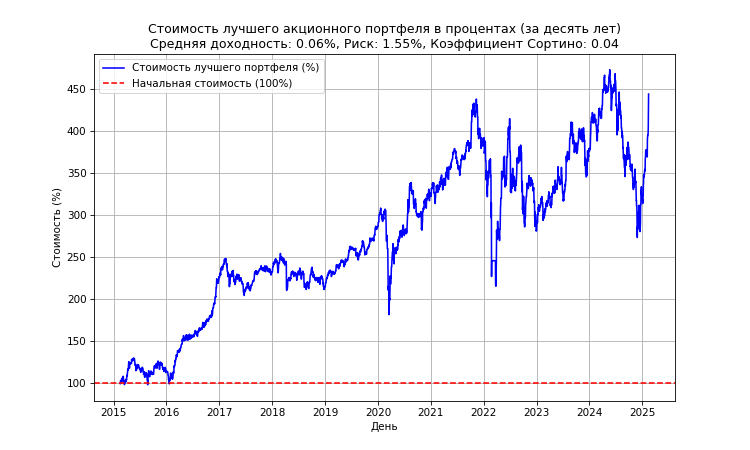 Стоимость лучшего акционного портфеля в процентах (за десять лет)
Средняя доходность: 0.06%, Риск: 1.55%, Коэффициент Сортино: 0.04
Стоимость лучшего портфеля (%)
Начальная стоимость (100%)
Стоимость (%)
450
400
350
300
250
200
150
100
2015 2016 2017 2018 2019 2020 2021 2022 2023 2024 2025
День